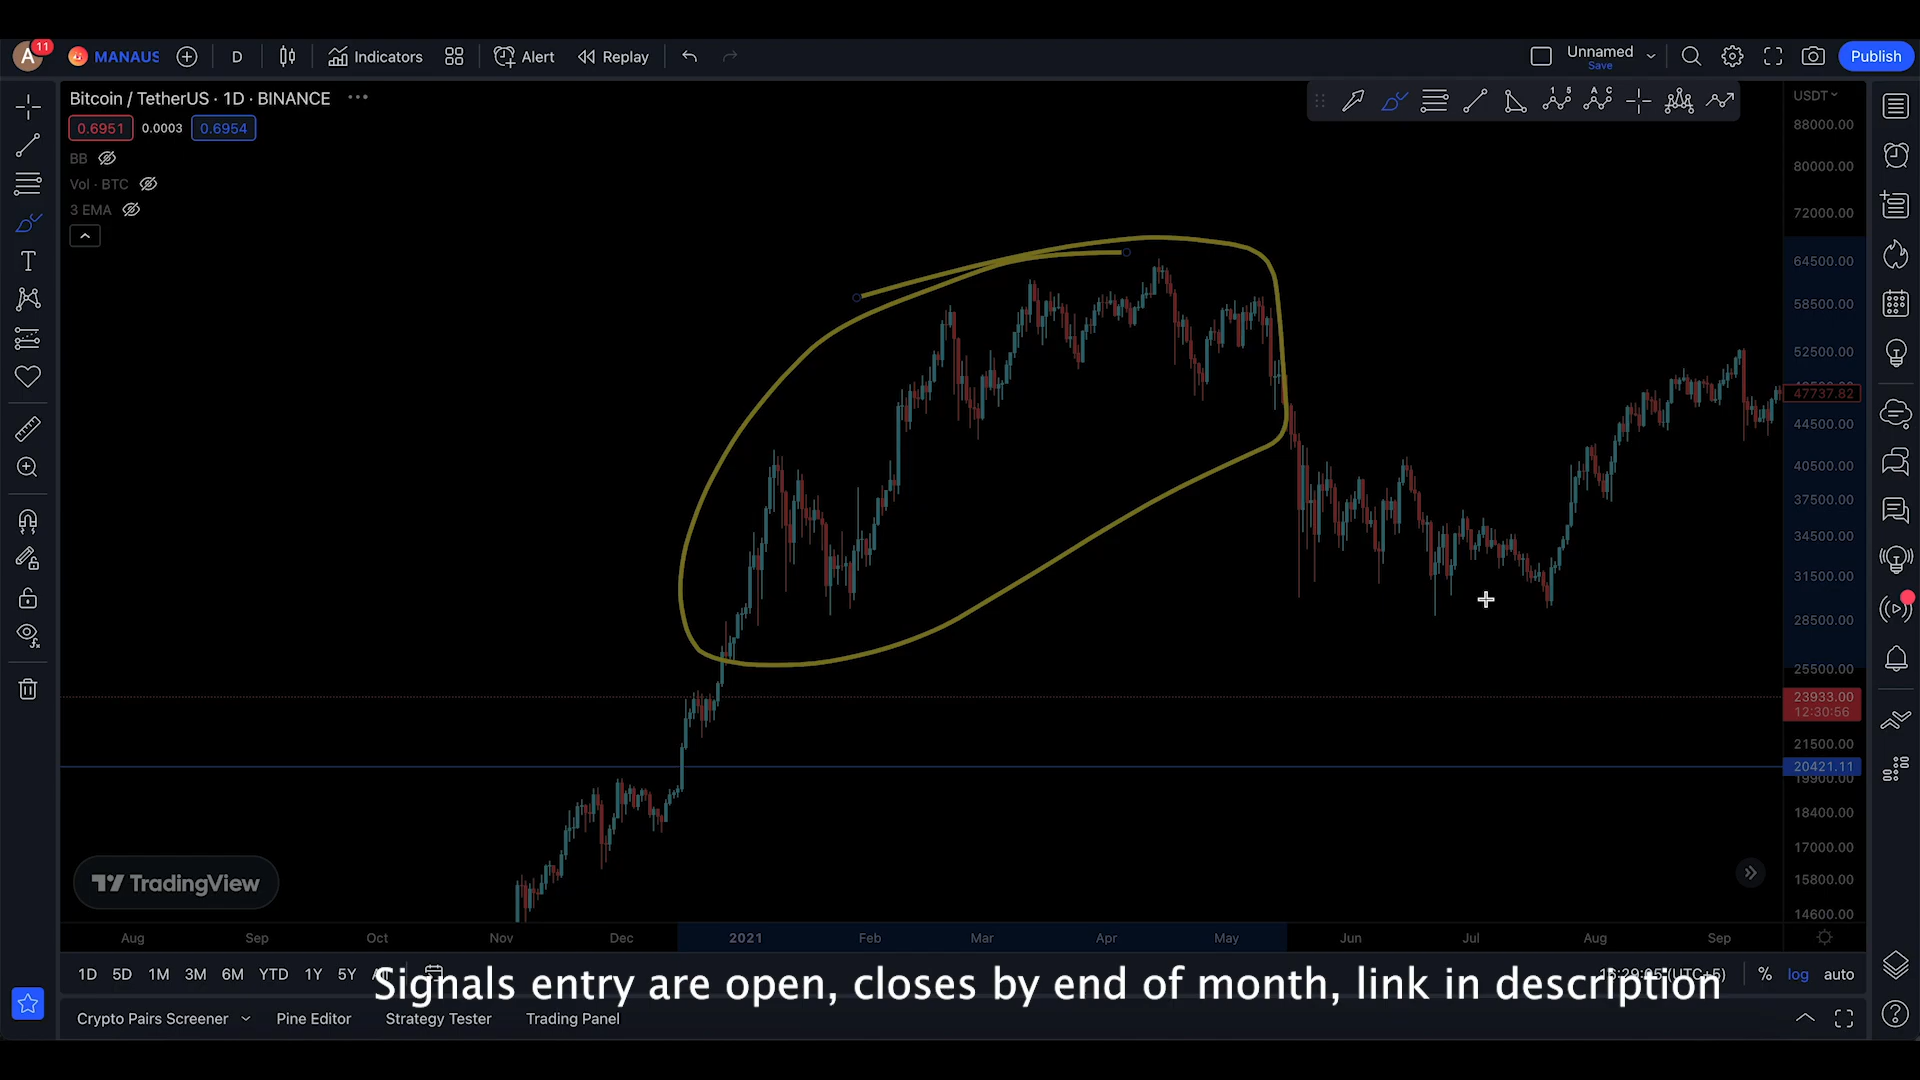 A 11 MANAUS D Indicators Alert Replay Unnamed Publish
Save
Bitcoin / TetherUS · 1D · BINANCE
USDT
0.6951 0.0003 0.6954
BB
Vol · BTC
3 EMA
88000.00
80000.00
72000.00
64500.00
58500.00
52500.00
47737.82
44500.00
40500.00
37500.00
34500.00
31500.00
28500.00
25500.00
23933.00
12:30:56
21500.00
20421.11
19900.00
18400.00
17000.00
15800.00
14600.00
TradingView
Aug Sep Oct Nov Dec 2021 Feb Mar Apr May Jun Jul Aug Sep
1D 5D 1M 3M 6M YTD 1Y 5Y % log auto
Signals entry are open, closes by end of month, link in description
Crypto Pairs Screener Pine Editor Strategy Tester Trading Panel